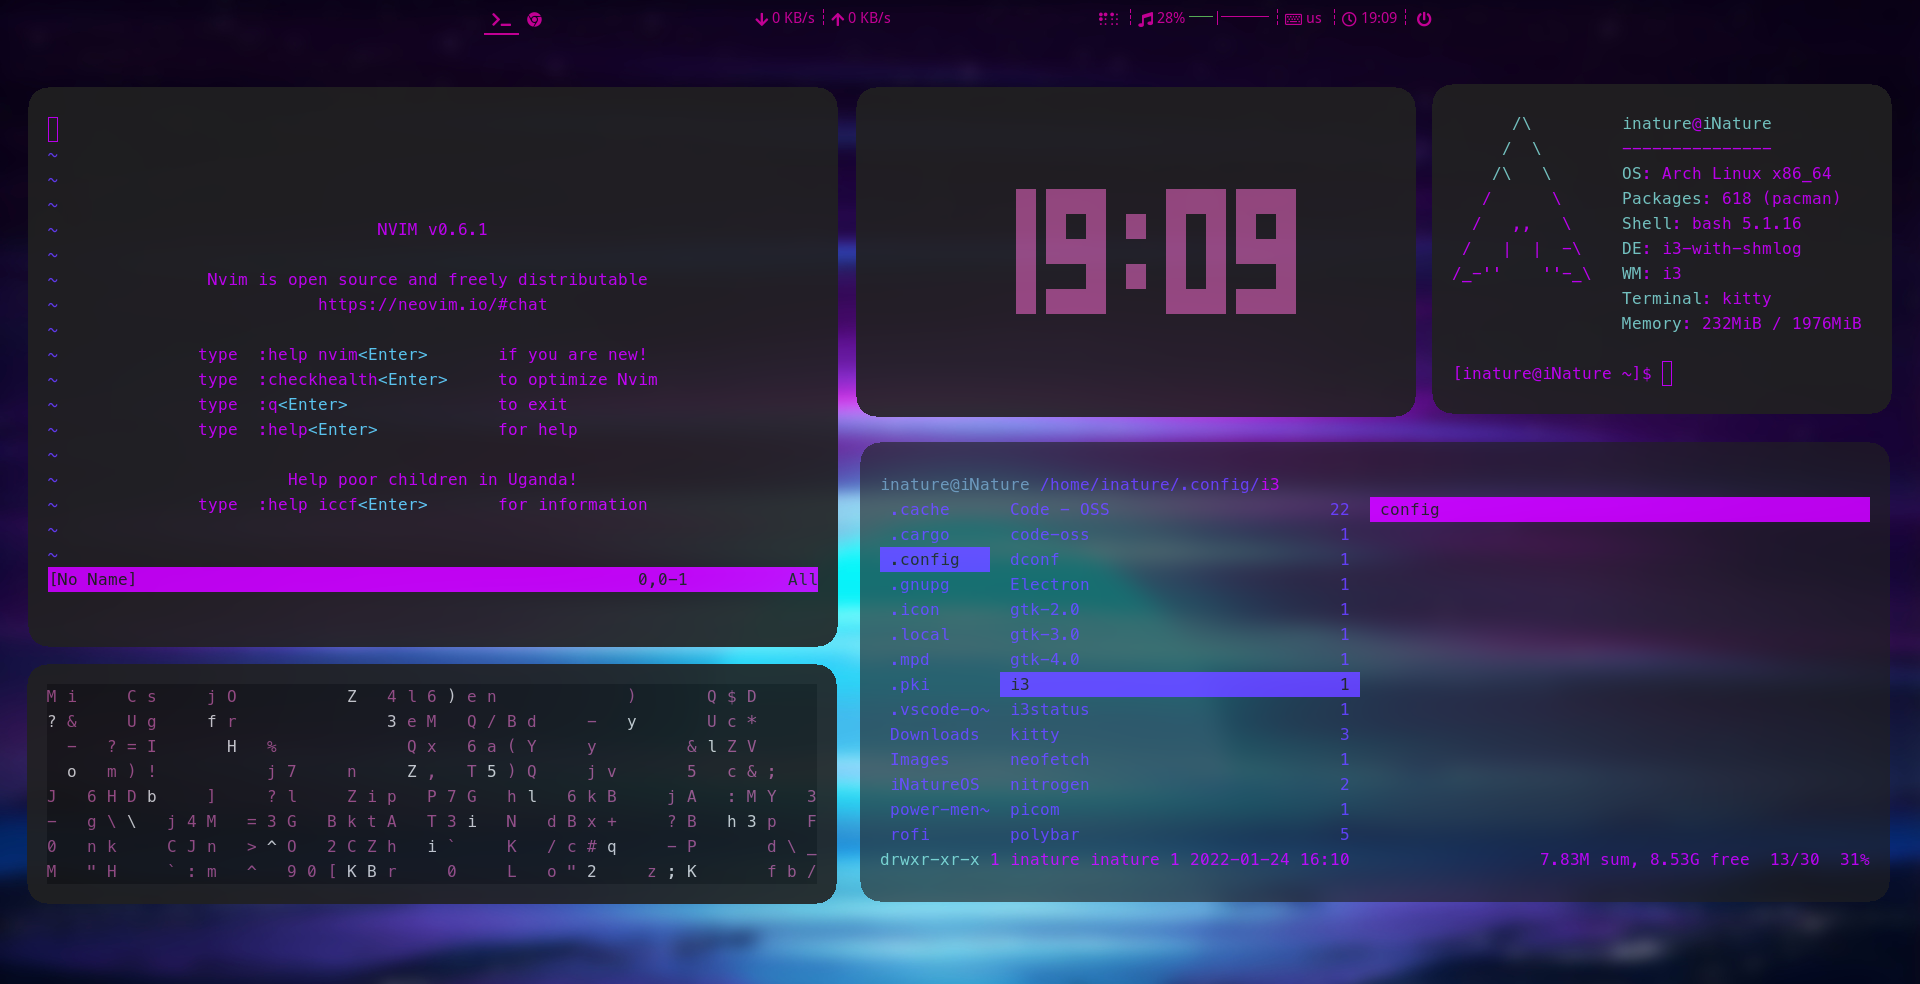 0 KB/s 0 KB/s 28% us 19:09
~
~
~
~ NVIM v0.6.1
~
~ Nvim is open source and freely distributable
~ https://neovim.io/#chat
~
~ type :help nvim<Enter> if you are new!
~ type :checkhealth<Enter> to optimize Nvim
~ type :q<Enter> to exit
~ type :help<Enter> for help
~
~ Help poor children in Uganda!
~ type :help iccf<Enter> for information
~
~
[No Name] 0,0-1 All
19:09
/\
/  \
/\   \
/      \
/   ,,   \
/   |  |  -\
/_-''    ''-_\
inature@iNature
---------------
OS: Arch Linux x86_64
Packages: 618 (pacman)
Shell: bash 5.1.16
DE: i3-with-shmlog
WM: i3
Terminal: kitty
Memory: 232MiB / 1976MiB
[inature@iNature ~]$
M i     C s     j O           Z   4 l 6 ) e n             )       Q $ D
? &     U g     f r               3 e M   Q / B d     -   y       U c *
  -   ? = I       H   %             Q x   6 a ( Y     y         & l Z V
  o   m ) !           j 7     n     Z ,   T 5 ) Q     j v       5   c & ;
J   6 H D b     ]     ? l     Z i p   P 7 G   h l   6 k B     j A   : M Y   3
-   g \ \   j 4 M   = 3 G   B k t A   T 3 i   N   d B x +     ? B   h 3 p   F
0   n k     C J n   > ^ O   2 C Z h   i `     K   / c # q     - P       d \ _
M   " H     ` : m   ^   9 0 [ K B r     0     L   o " 2     z ; K       f b /
inature@iNature /home/inature/.config/i3
.cache Code - OSS 22 config
.cargo code-oss 1
.config dconf 1
.gnupg Electron 1
.icon gtk-2.0 1
.local gtk-3.0 1
.mpd gtk-4.0 1
.pki i3 1
.vscode-o~ i3status 1
Downloads kitty 3
Images neofetch 1
iNatureOS nitrogen 2
power-men~ picom 1
rofi polybar 5
drwxr-xr-x 1 inature inature 1 2022-01-24 16:10 7.83M sum, 8.53G free 13/30 31%